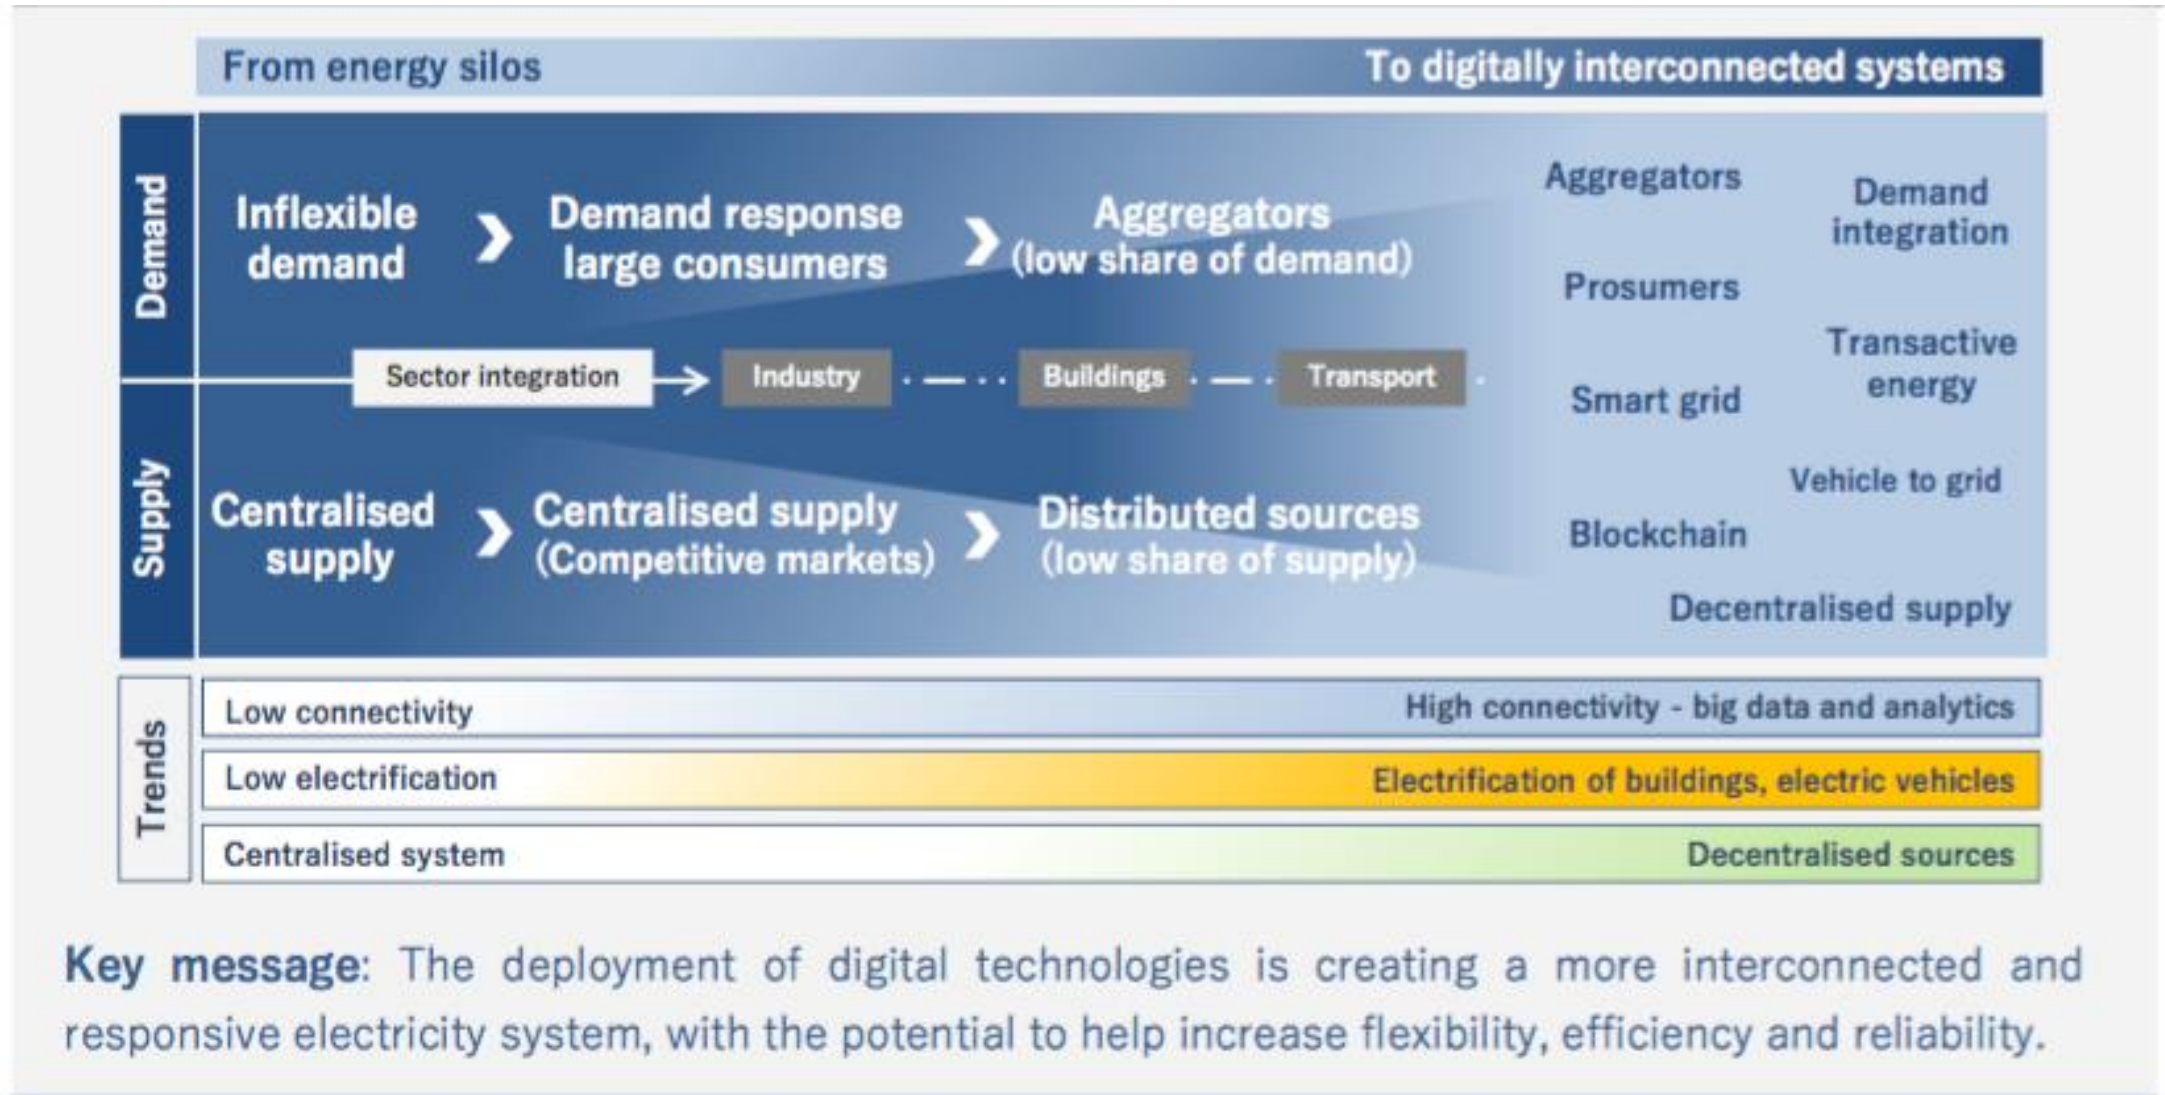 From energy silos
To digitally interconnected systems
Demand
Inflexible
demand
Demand response
large consumers
Aggregators
(low share of demand)
Sector integration
Industry
Buildings
Transport
Supply
Centralised
supply
Centralised supply
(Competitive markets)
Distributed sources
(low share of supply)
Aggregators
Demand
integration
Prosumers
Transactive
energy
Smart grid
Vehicle to grid
Blockchain
Decentralised supply
Trends
Low connectivity
High connectivity - big data and analytics
Low electrification
Electrification of buildings, electric vehicles
Centralised system
Decentralised sources
Key message: The deployment of digital technologies is creating a more interconnected and
responsive electricity system, with the potential to help increase flexibility, efficiency and reliability.